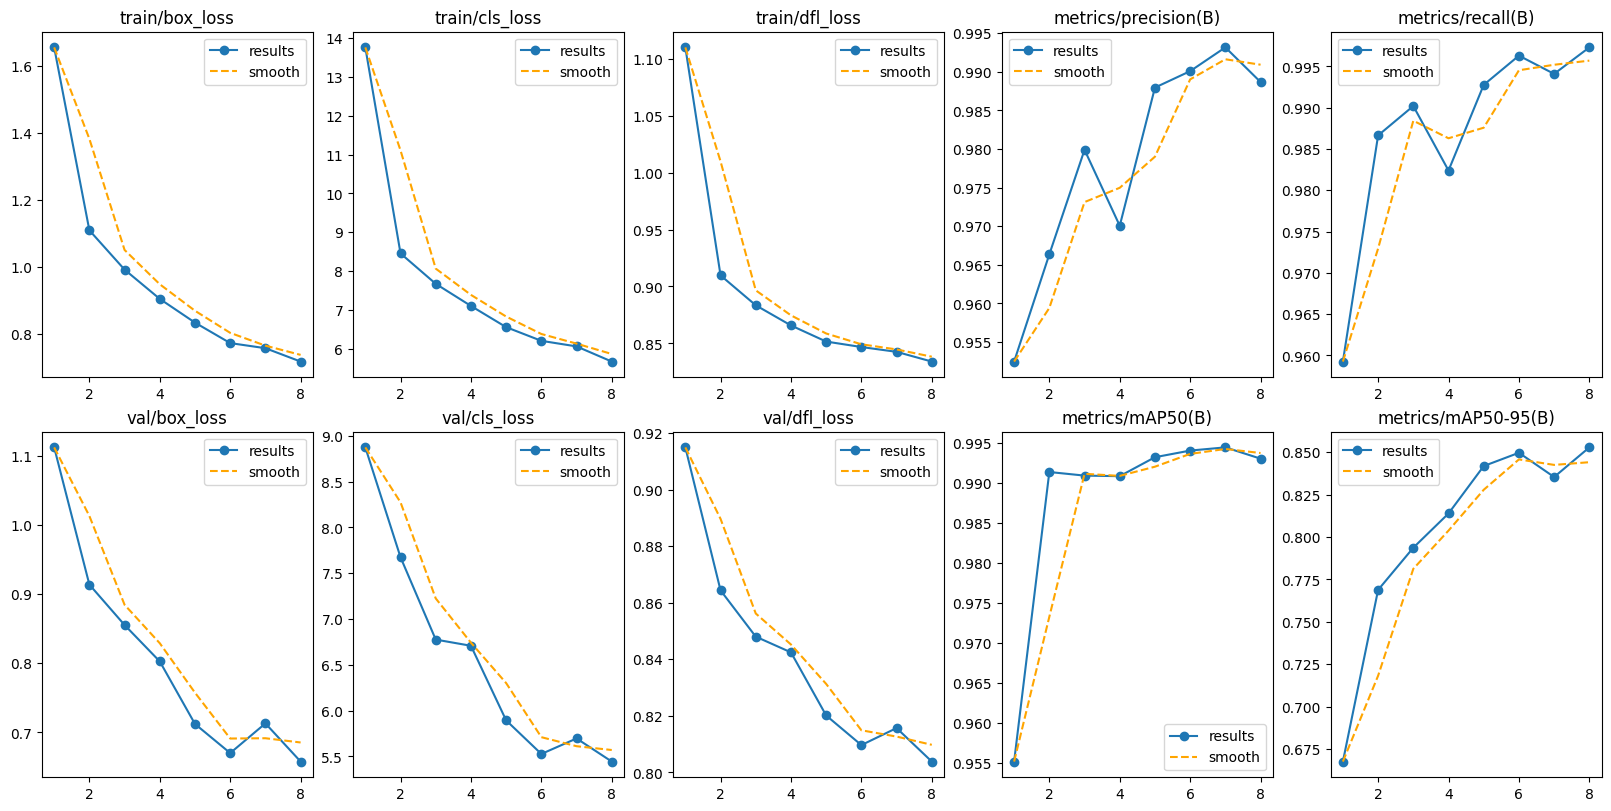 train/box_loss
1.6
1.4
1.2
1.0
0.8
2 4 6 8
results
smooth
train/cls_loss
14
13
12
11
10
9
8
7
6
2 4 6 8
results
smooth
train/dfl_loss
1.10
1.05
1.00
0.95
0.90
0.85
2 4 6 8
results
smooth
metrics/precision(B)
0.995
0.990
0.985
0.980
0.975
0.970
0.965
0.960
0.955
2 4 6 8
results
smooth
metrics/recall(B)
0.995
0.990
0.985
0.980
0.975
0.970
0.965
0.960
2 4 6 8
results
smooth
val/box_loss
1.1
1.0
0.9
0.8
0.7
2 4 6 8
results
smooth
val/cls_loss
9.0
8.5
8.0
7.5
7.0
6.5
6.0
5.5
2 4 6 8
results
smooth
val/dfl_loss
0.92
0.90
0.88
0.86
0.84
0.82
0.80
2 4 6 8
results
smooth
metrics/mAP50(B)
0.995
0.990
0.985
0.980
0.975
0.970
0.965
0.960
0.955
2 4 6 8
results
smooth
metrics/mAP50-95(B)
0.850
0.825
0.800
0.775
0.750
0.725
0.700
0.675
2 4 6 8
results
smooth